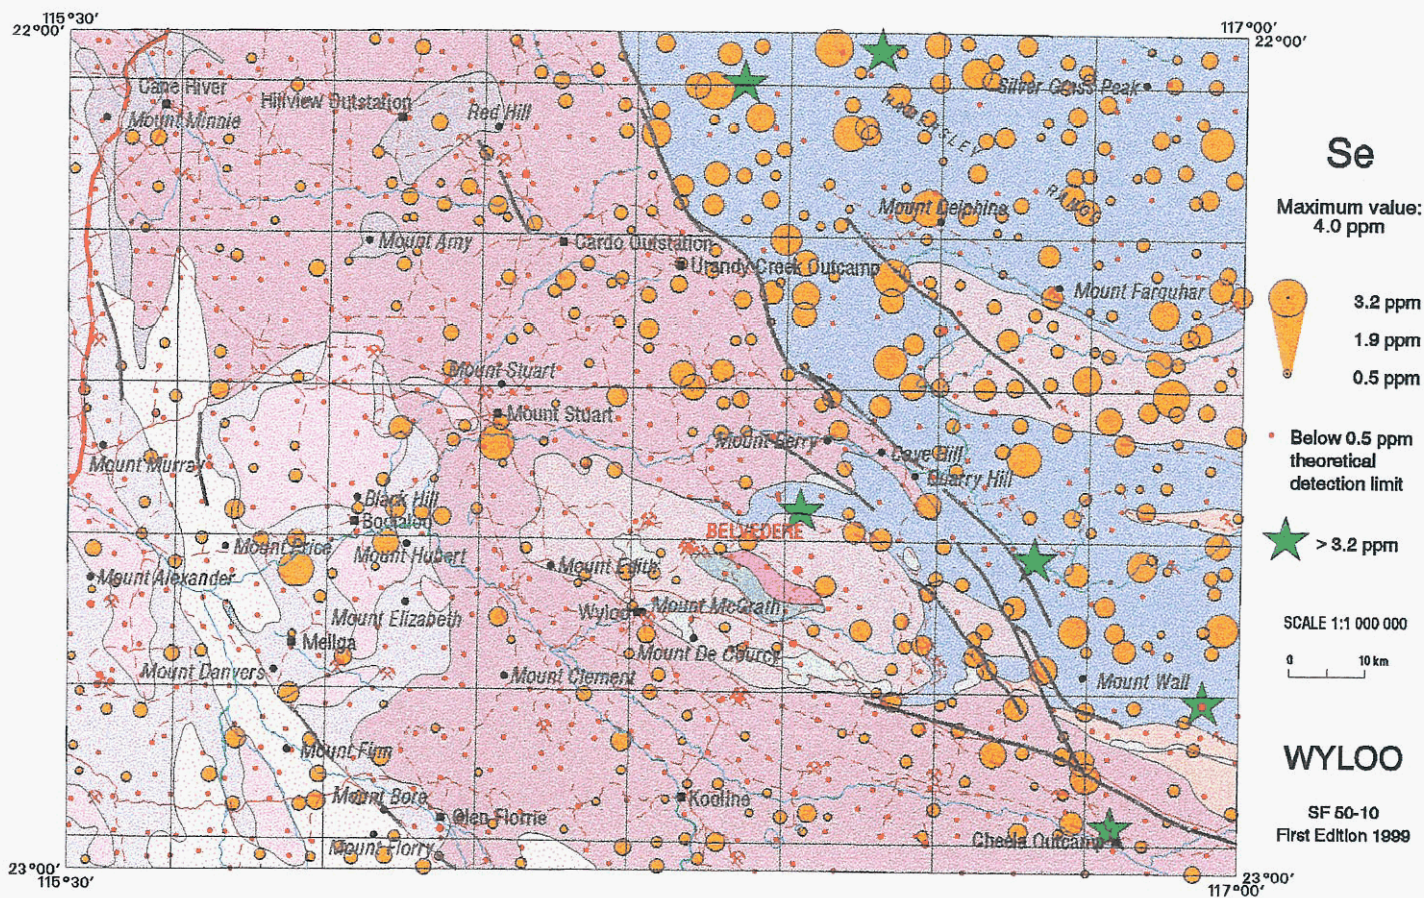 115°30′
22°00′
117°00′
22°00′
Cane River
Mount Minnie
Hillview Outstation
Red Hill
Silver Grass Peak
HAMERSLEY
RANGE
Mount Delphine
Mount Amy
Cardo Outstation
Urandy Creek Outcamp
Mount Farquhar
Mount Stuart
Mount Stuart
Mount Berry
Cave Hill
Quarry Hill
Mount Murray
Black Hill
Boolaloo
Mount Price
Mount Hubert
BELVEDERE
Mount Edith
Mount Alexander
Wyloo
Mount McGrath
Mount Elizabeth
Mellga
Mount De Courcy
Mount Danvers
Mount Clement
Mount Wall
Mount Finn
Mount Bore
Glen Florrie
Kooline
Mount Florry
Cheela Outcamp
23°00′
115°30′
23°00′
117°00′
Se
Maximum value:
4.0 ppm
3.2 ppm
1.9 ppm
0.5 ppm
Below 0.5 ppm
theoretical
detection limit
> 3.2 ppm
SCALE 1:1 000 000
0 10 km
WYLOO
SF 50-10
First Edition 1999